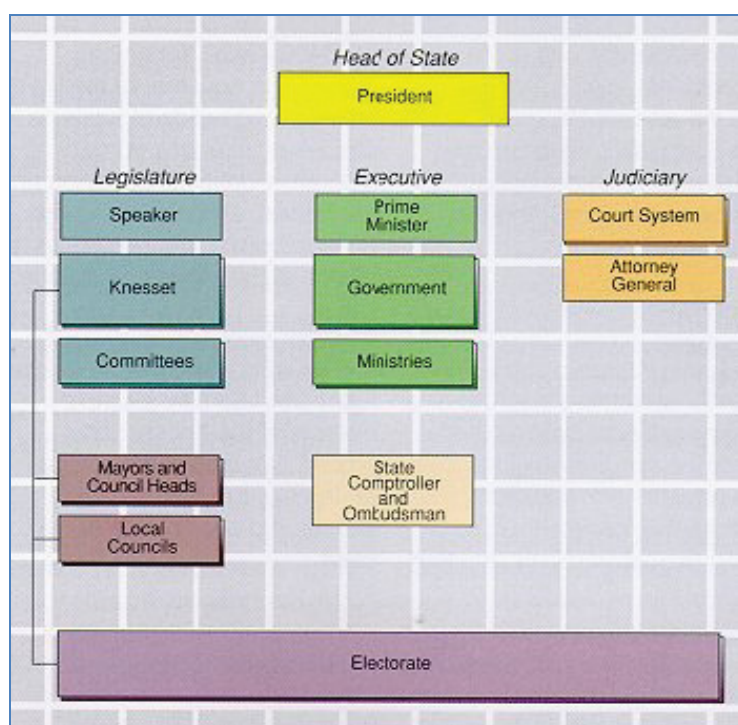 Head of State
President
Legislature
Executive
Judiciary
Speaker
Prime
Minister
Court System
Knesset
Government
Attorney
General
Committees
Ministries
Mayors and
Council Heads
State
Comptroller
and
Ombudsman
Local
Councils
Electorate